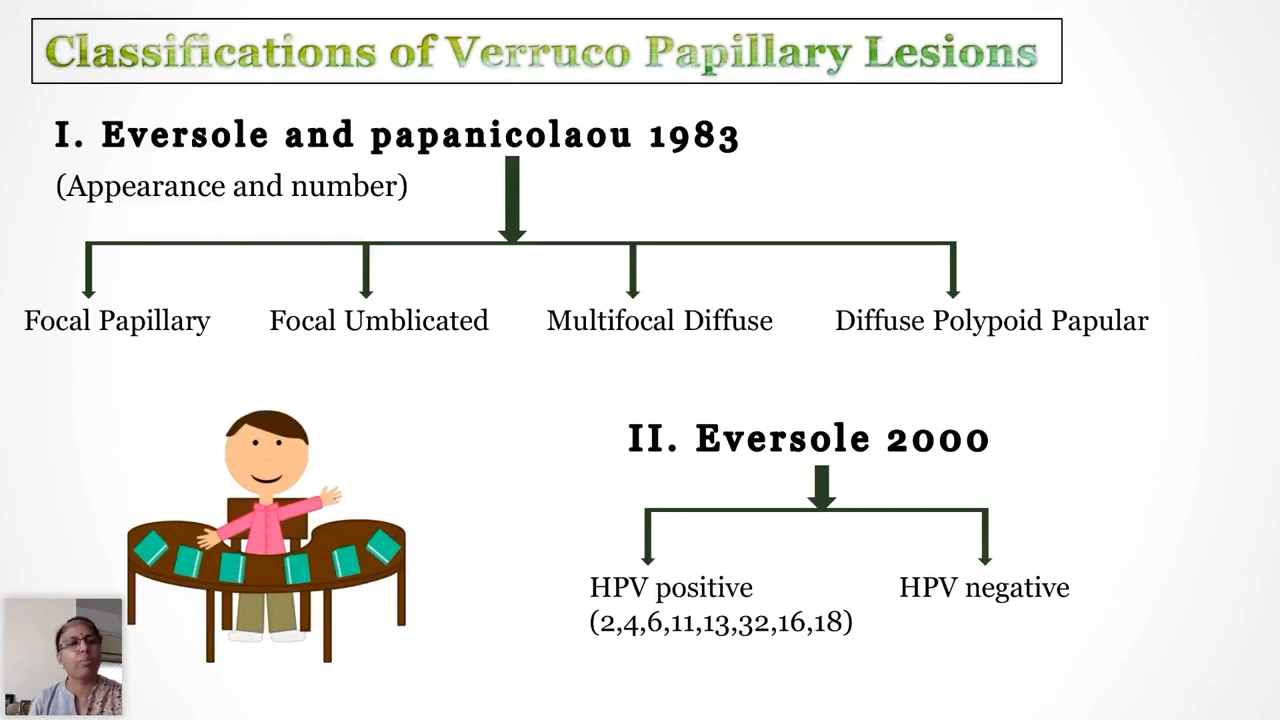 Classifications of Verruco Papillary Lesions
I. Eversole and papanicolaou 1983
(Appearance and number)
Focal Papillary
Focal Umblicated
Multifocal Diffuse
Diffuse Polypoid Papular
II. Eversole 2000
HPV positive
(2,4,6,11,13,32,16,18)
HPV negative